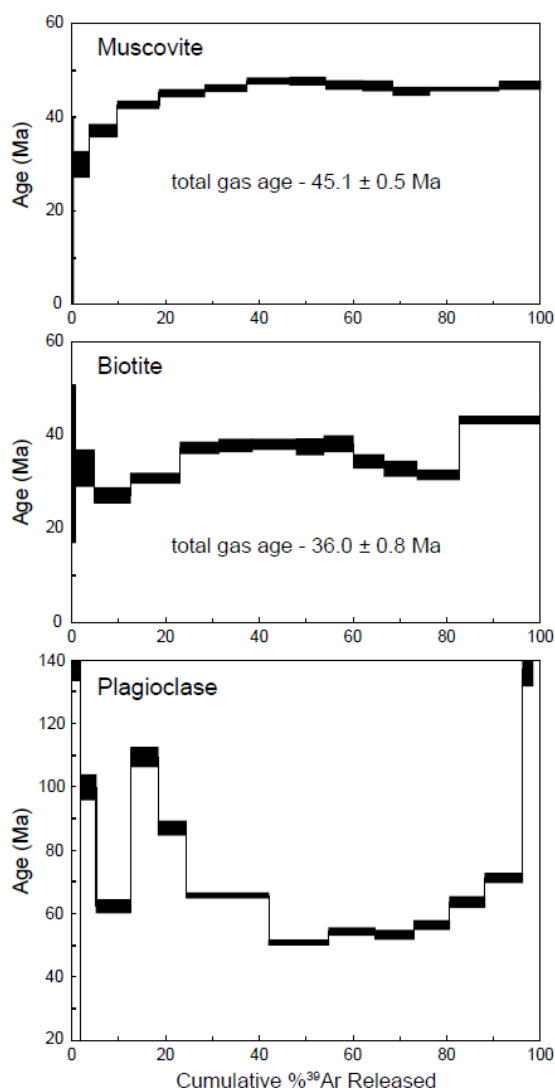 Muscovite
Age (Ma)
60
40
20
0
total gas age - 45.1 ± 0.5 Ma
0 20 40 60 80 100
Biotite
Age (Ma)
60
40
20
0
total gas age - 36.0 ± 0.8 Ma
0 20 40 60 80 100
Plagioclase
Age (Ma)
140
120
100
80
60
40
20
0 20 40 60 80 100
Cumulative %³⁹Ar Released